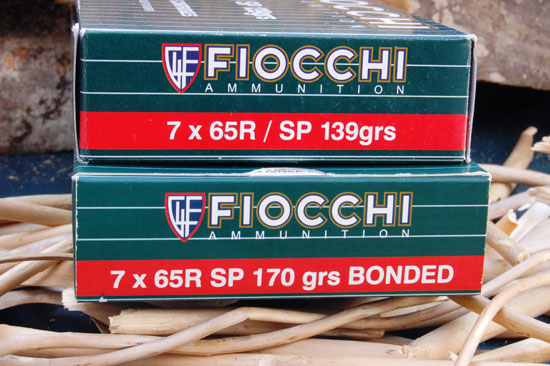 FIOCCHI
AMMUNITION
7 x 65R / SP 139grs
FIOCCHI
AMMUNITION
7 x 65R SP 170 grs BONDED